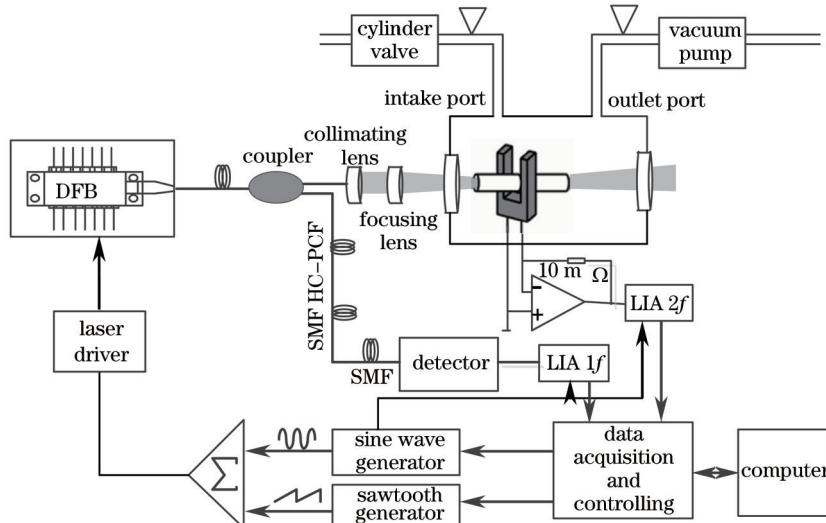 cylinder
valve
vacuum
pump
intake port
outlet port
collimating
lens
coupler
DFB
focusing
lens
SMF HC-PCF
10 m Ω
-
+
LIA 2f
laser
driver
SMF
detector
LIA 1f
Σ
sine wave
generator
data
acquisition
and
controlling
computer
sawtooth
generator